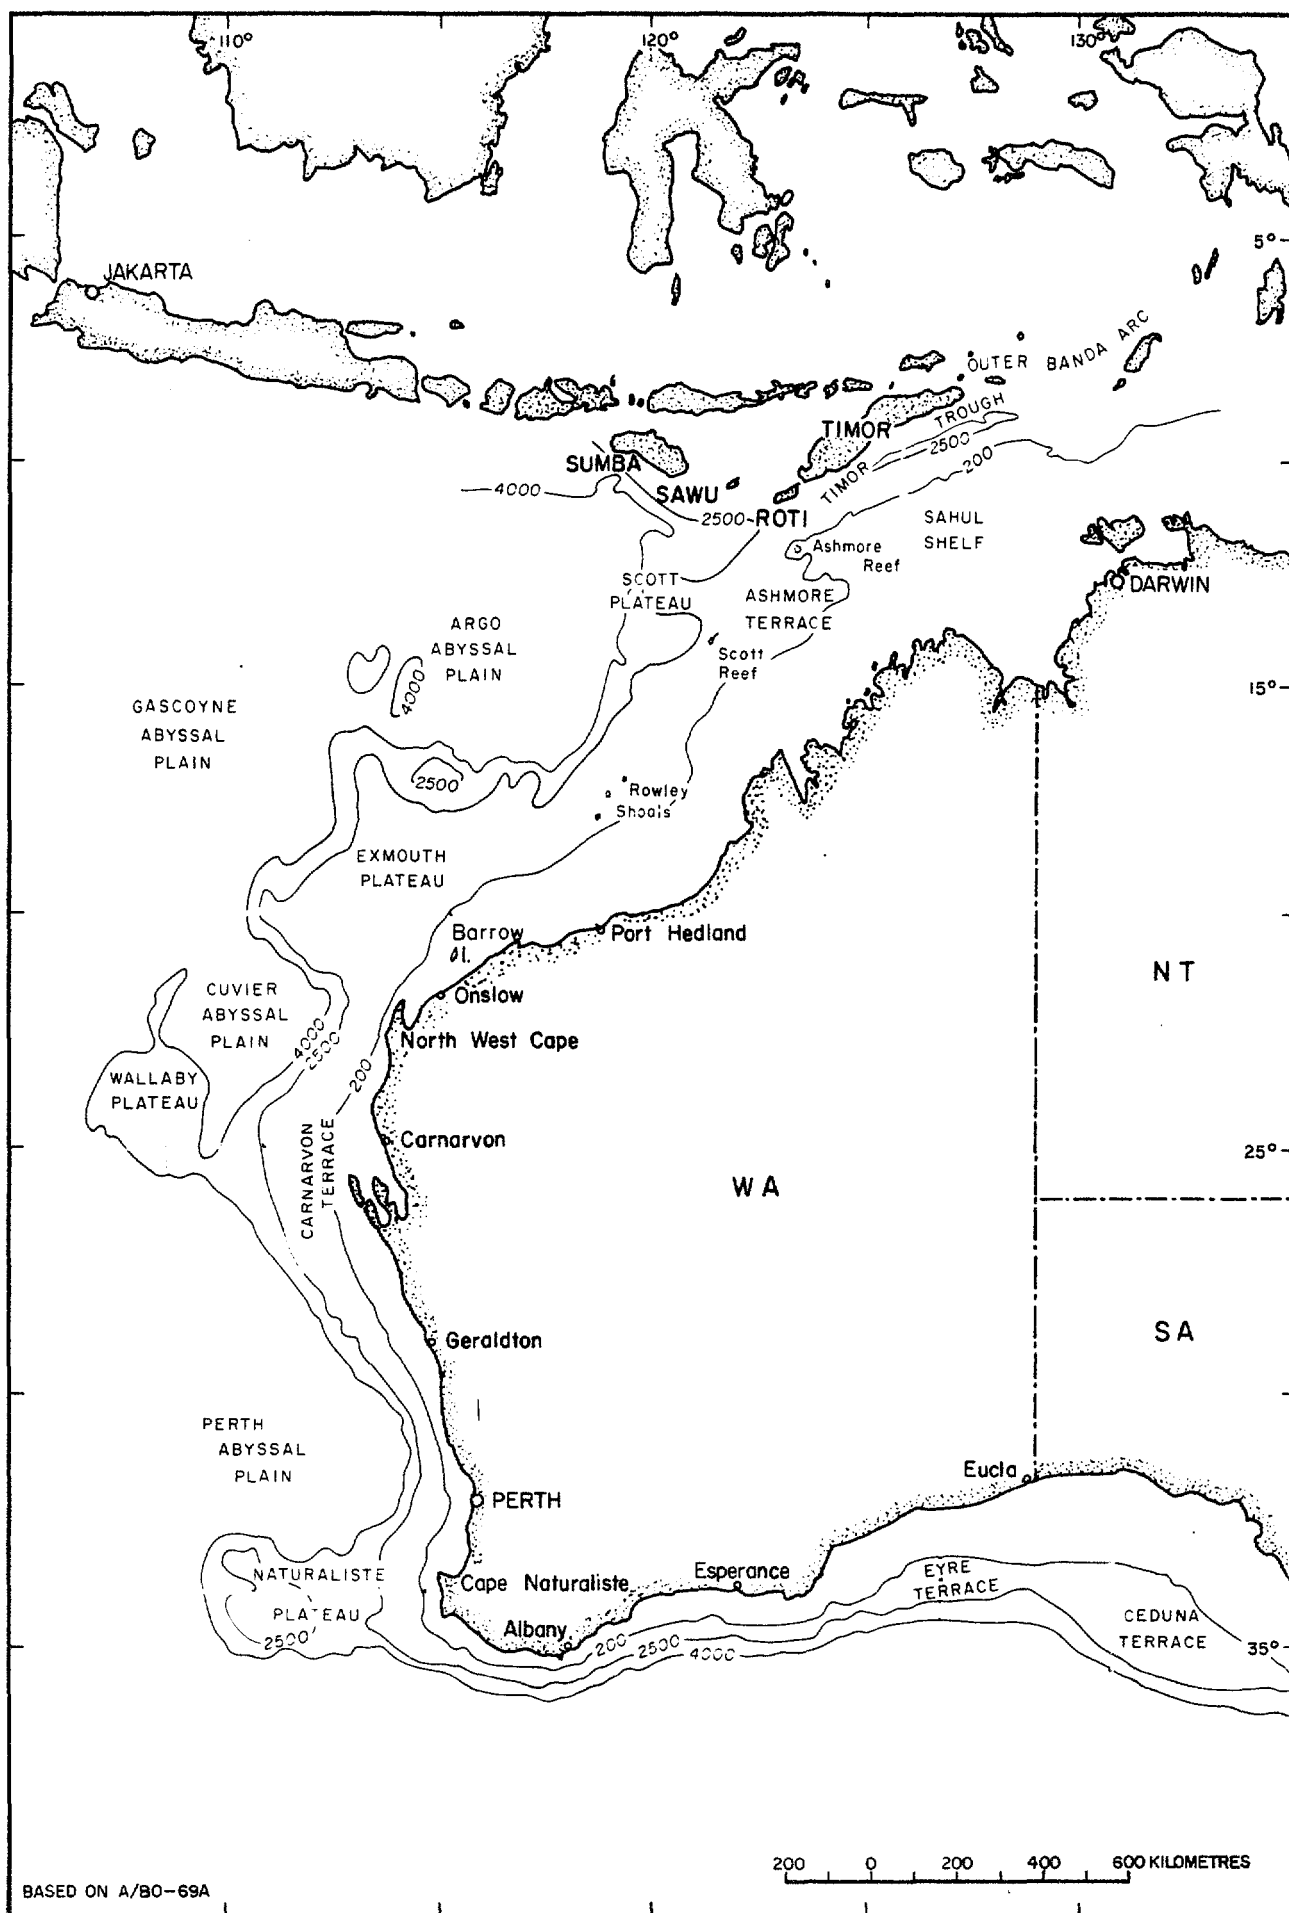 110°
120°
130°
5°
JAKARTA
OUTER BANDA ARC
TIMOR
TROUGH
2500
SUMBA
TIMOR
200
4000
SAWU
2500
ROTI
SAHUL
SHELF
Ashmore
Reef
SCOTT
PLATEAU
ASHMORE
TERRACE
DARWIN
ARGO
ABYSSAL
PLAIN
Scott
Reef
4000
15°
GASCOYNE
ABYSSAL
PLAIN
2500
Rowley
Shoals
EXMOUTH
PLATEAU
Barrow
I.
Port Hedland
NT
CUVIER
ABYSSAL
PLAIN
Onslow
4000
2500
North West Cape
200
WALLABY
PLATEAU
CARNARVON
TERRACE
Carnarvon
25°
WA
Geraldton
SA
PERTH
ABYSSAL
PLAIN
Eucla
PERTH
NATURALISTE
PLATEAU
2500
Cape Naturaliste
Esperance
EYRE
TERRACE
Albany
200
2500
4000
CEDUNA
TERRACE
35°
200 0 200 400 600 KILOMETRES
BASED ON A/BO-69A